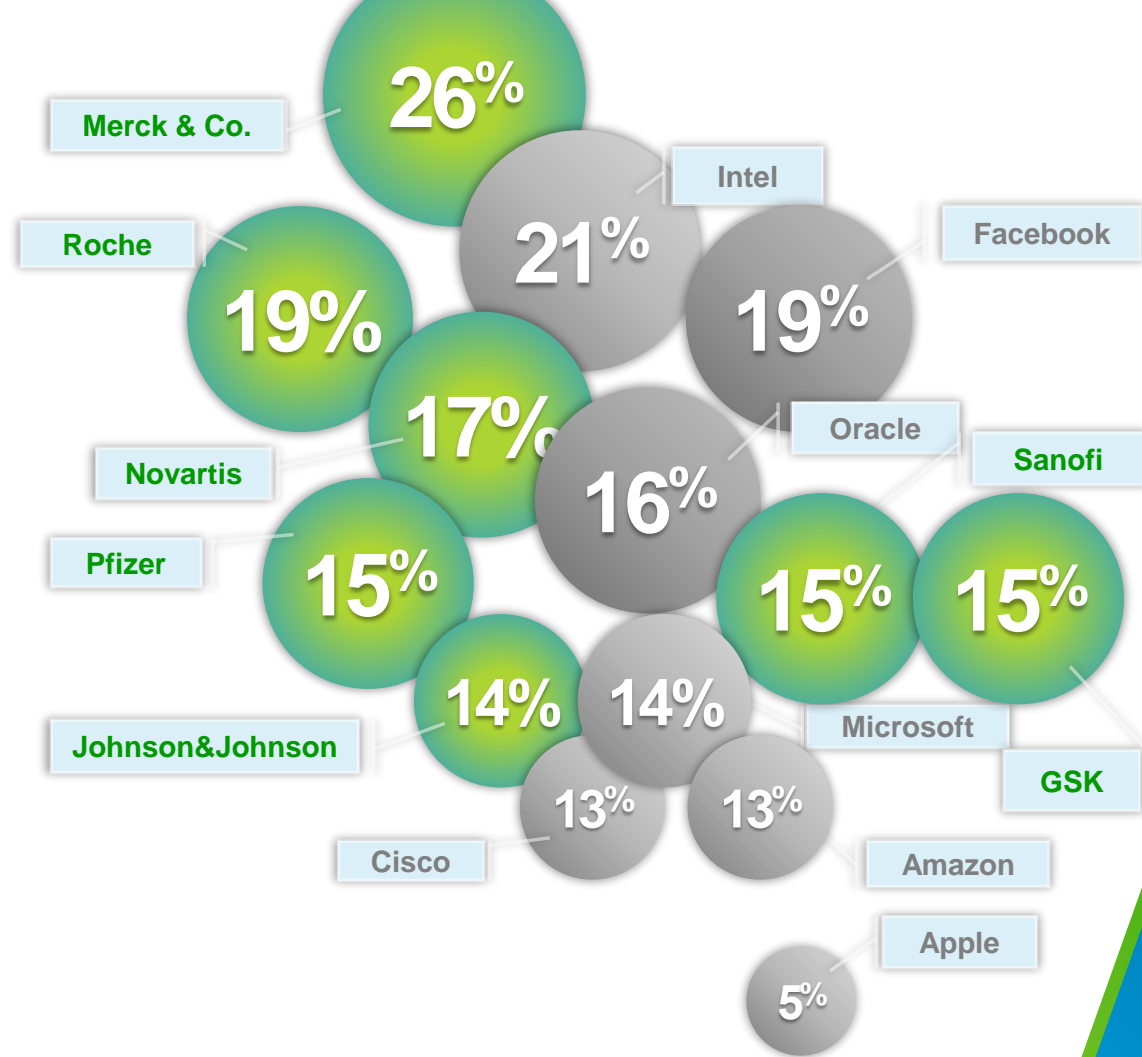 26%
Merck & Co.
Intel
21%
Facebook
Roche
19%
19%
17%
Oracle
Novartis
Sanofi
16%
Pfizer
15%
15%
15%
14%
14%
Microsoft
Johnson&Johnson
GSK
13%
13%
Cisco
Amazon
Apple
5%